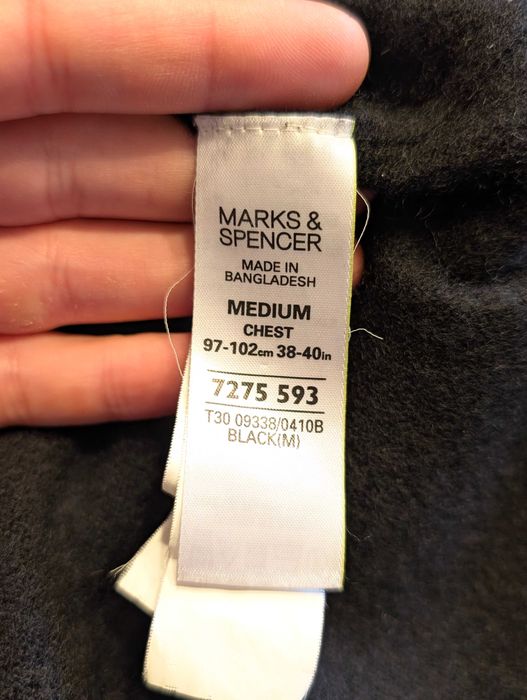 MARKS &
SPENCER
MADE IN
BANGLADESH
MEDIUM
CHEST
97-102cm 38-40in
7275 593
T30 09338/0410B
BLACK(M)